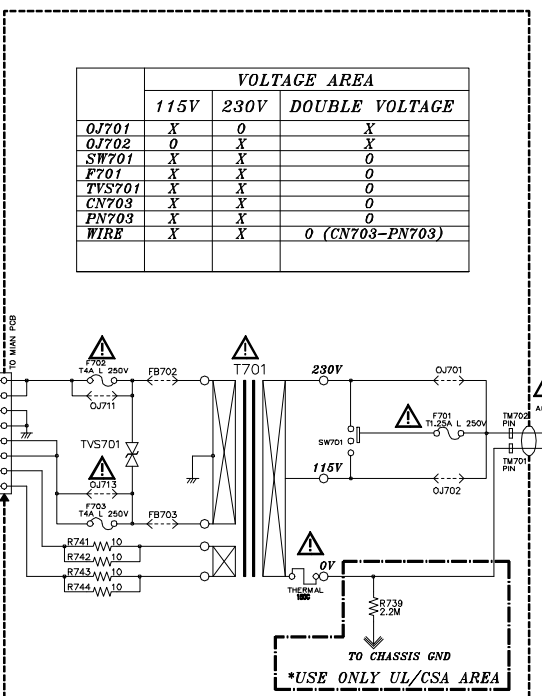 VOLTAGE AREA
115V 230V DOUBLE VOLTAGE
OJ701 X O X
OJ702 O X X
SW701 X X O
F701 X X O
TVS701 X X O
CN703 X X O
PN703 X X O
WIRE X X O (CN703-PN703)
TO MIAN PCB
F702
T4A L 250V
OJ711
FB702
T701
230V
OJ701
TVS701
SW701
F701
T1.25A L 250V
TM702
PIN
TM701
PIN
OJ713
F703
T4A L 250V
FB703
115V
OJ702
R741 10
R742 10
R743 10
R744 10
THERMAL
0V
R739
2.2M
TO CHASSIS GND
*USE ONLY UL/CSA AREA